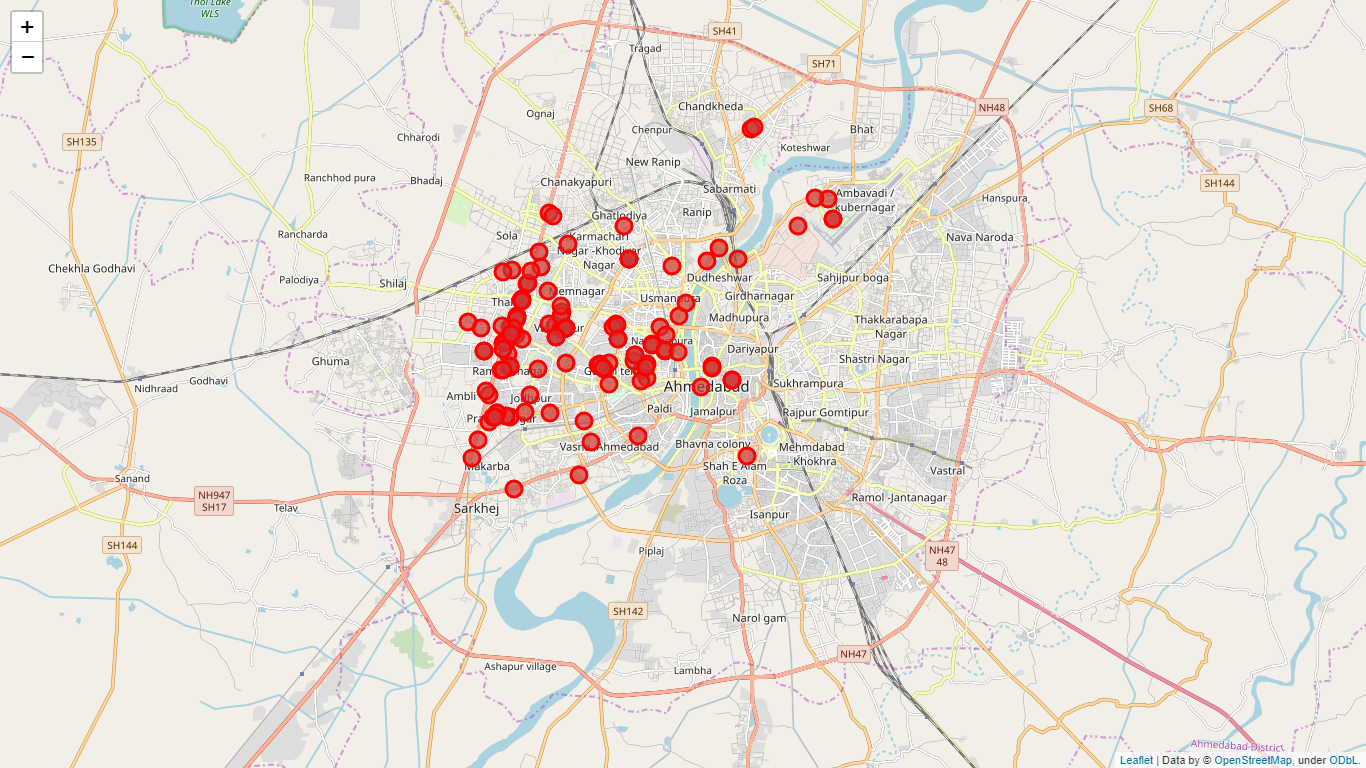 Thol Lake
WLS
+
−
SH41
Tragad
SH71
Chandkheda
NH48
SH68
Ognaj
Chenpur
Bhat
Chharodi
SH135
Koteshwar
New Ranip
Ranchhod pura
Bhadaj
Chanakyapuri
Sabarmati
SH144
Ambavadi /
kubernagar
Hanspura
Ghatlodiya
Ranip
Rancharda
Sola
Karmachari
Nagar -Khodiyar
Nagar
Nava Naroda
Chekhla Godhavi
Palodiya
Shilaj
Dudheshwar
Sahijpur boga
Memnagar
Usmanpura
Girdharnagar
Madhupura
Thakkarabapa
Nagar
Dariyapur
Ghuma
Shastri Nagar
Nidhraad
Godhavi
Ahmedabad
Sukhrampura
Ambli
Jodhpur
Paldi
Jamalpur
Rajpur Gomtipur
Vasna, Ahmedabad
Bhavna colony
Mehmdabad
Khokhra
Makarba
Shah E Alam
Roza
Vastral
Sanand
NH947
SH17
Telav
Sarkhej
Ramol -Jantanagar
Isanpur
SH144
Piplaj
NH47
48
SH142
Narol gam
NH47
Ashapur village
Lambha
Ahmedabad District
Leaflet | Data by © OpenStreetMap, under ODbL.